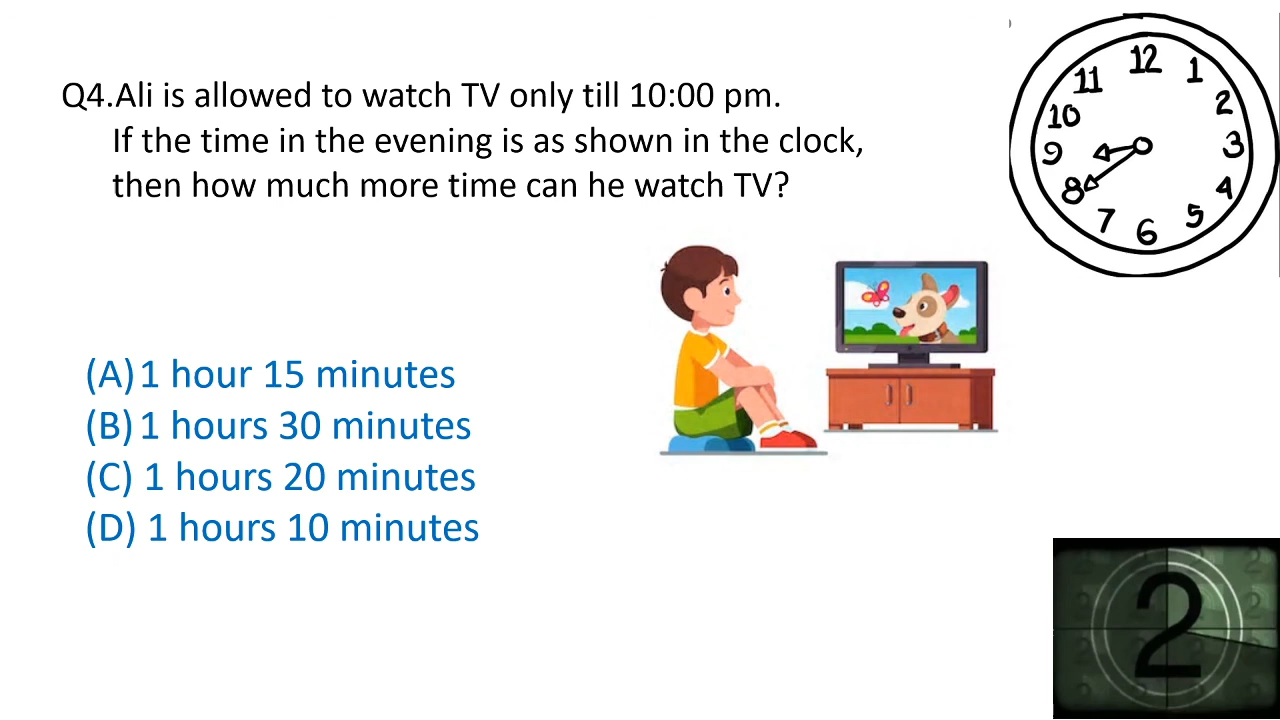 Q4.Ali is allowed to watch TV only till 10:00 pm.
If the time in the evening is as shown in the clock,
then how much more time can he watch TV?
12
11 1
10 2
9 3
8 4
7 5
6
(A) 1 hour 15 minutes
(B) 1 hours 30 minutes
(C) 1 hours 20 minutes
(D) 1 hours 10 minutes
2